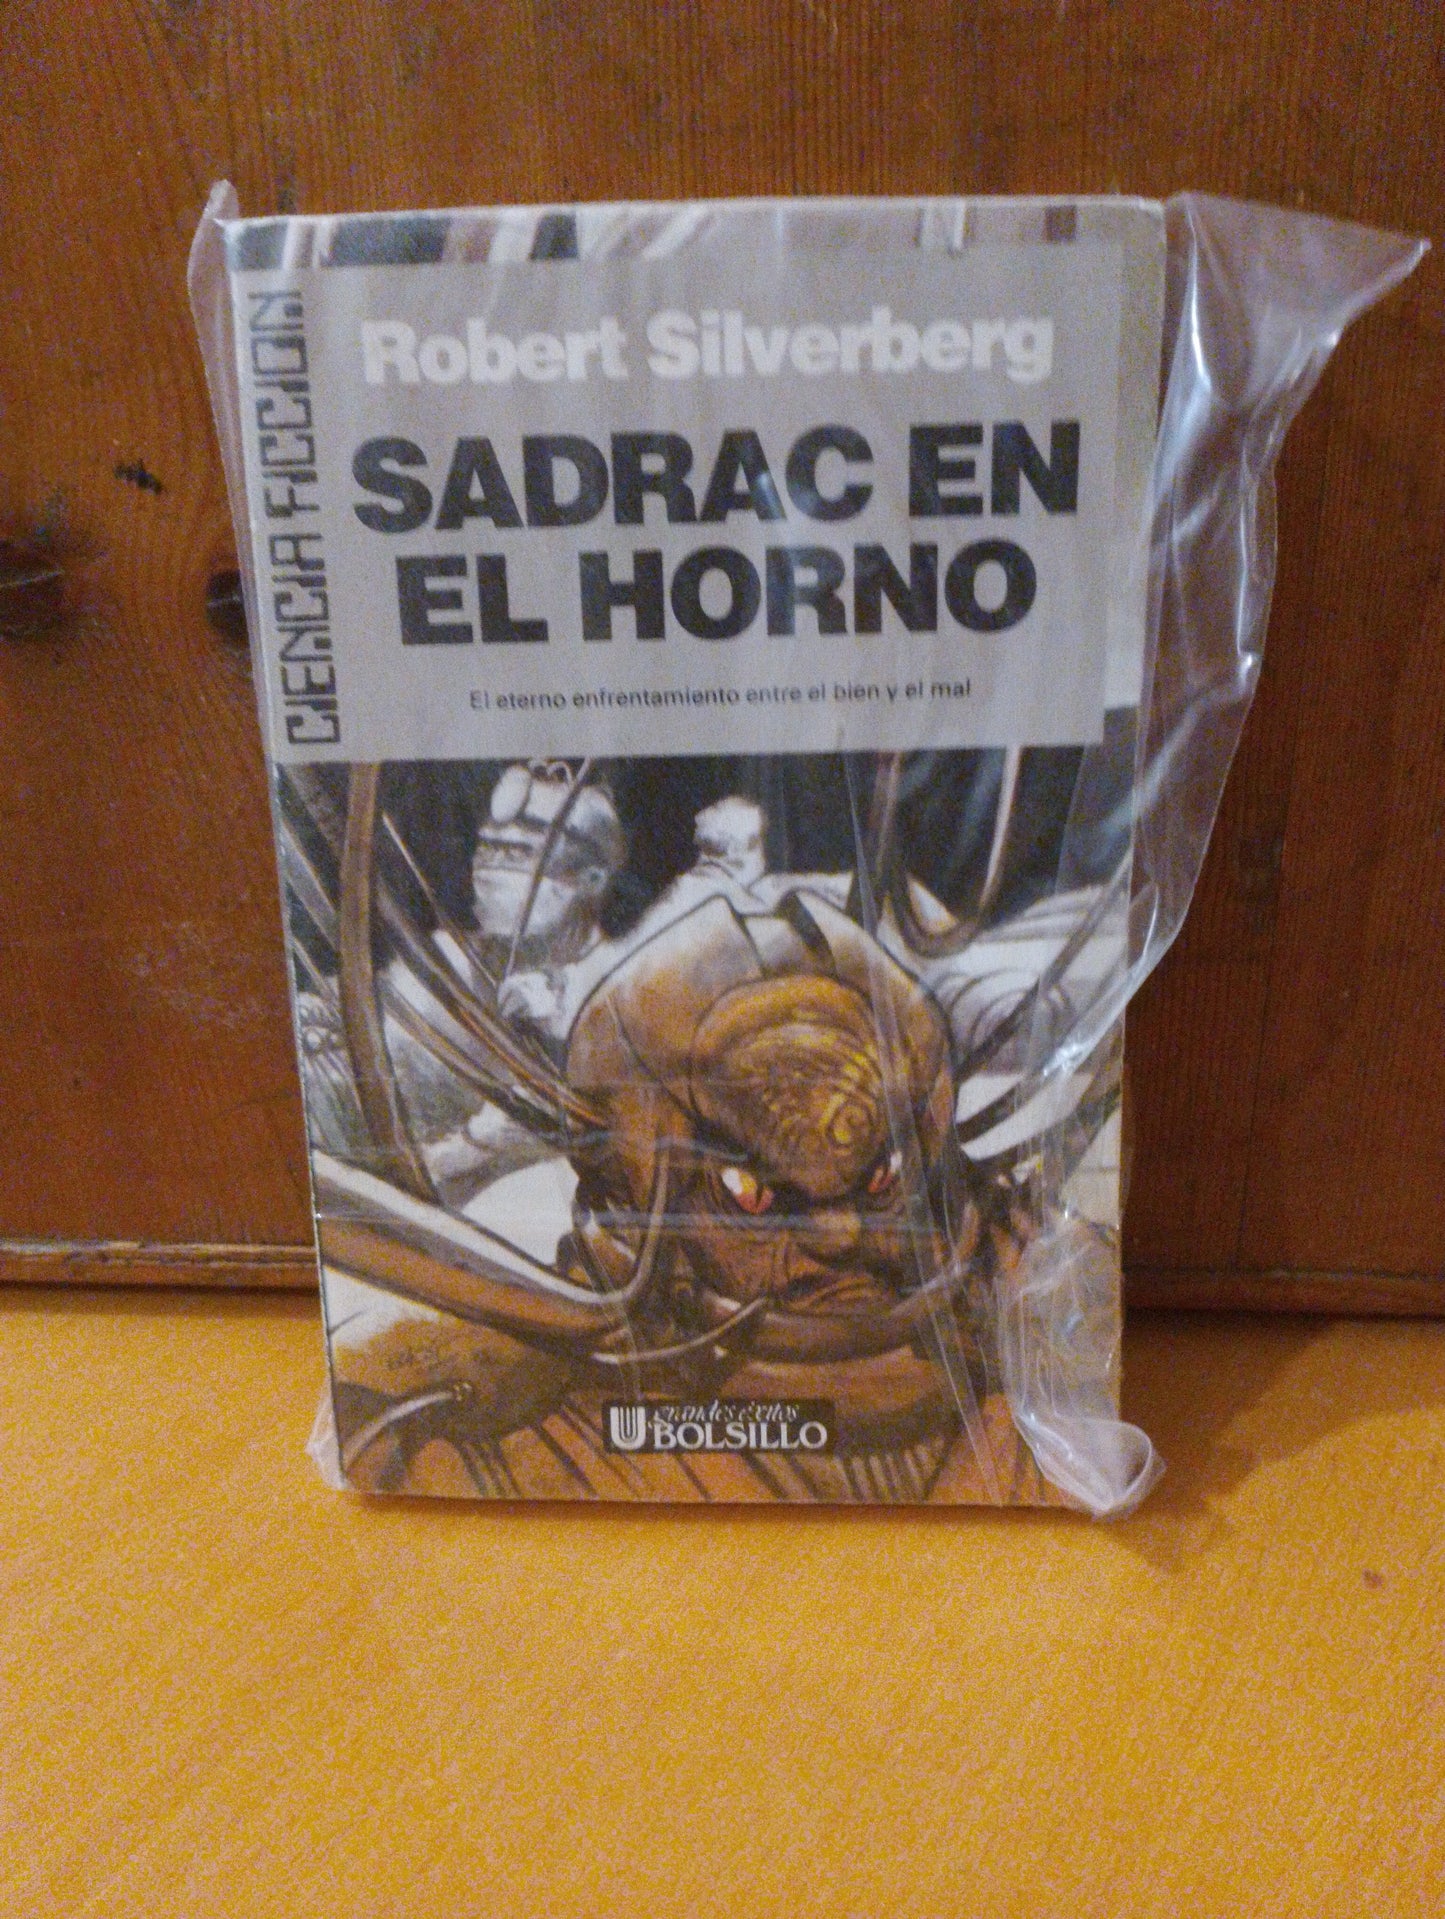 CIENCIA FICCION
Robert Silverberg
SADRAC EN
EL HORNO
El eterno enfrentamiento entre el bien y el mal
grandes éxitos
BOLSILLO